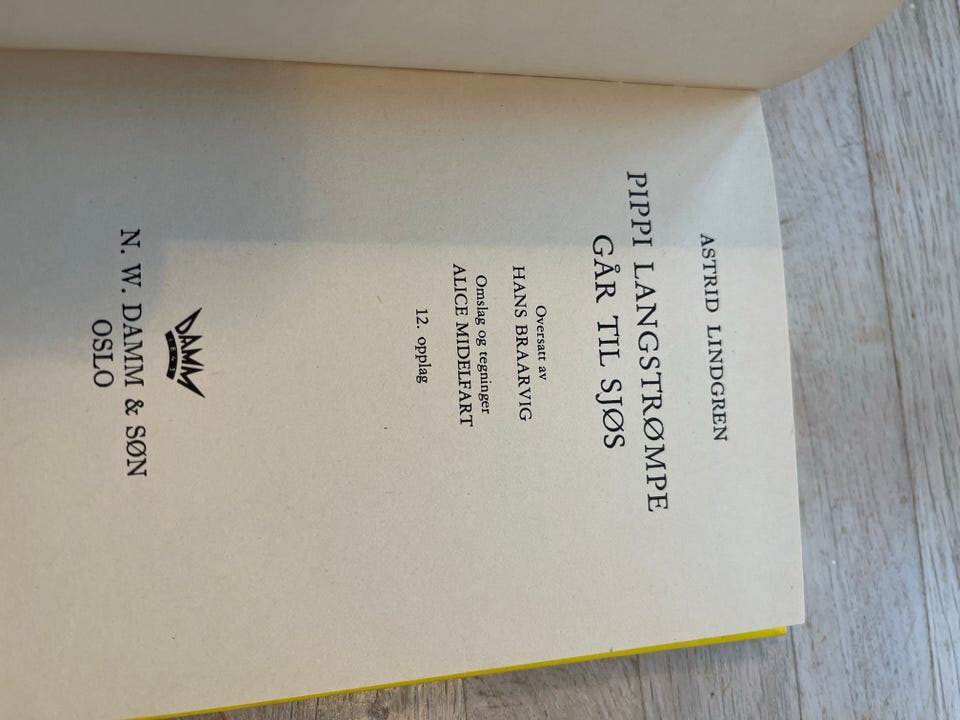 ASTRID LINDGREN
PIPPI LANGSTRØMPE
GÅR TIL SJØS
Oversatt av
HANS BRAARVIG
Omslag og tegninger
ALICE MIDELFART
12. opplag
DAMM
N. W. DAMM & SØN
OSLO